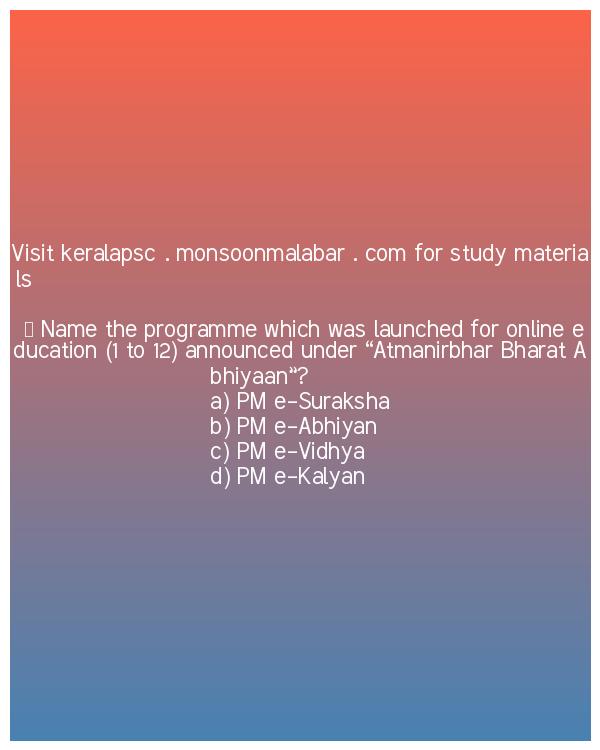 Visit keralapsc . monsoonmalabar . com for study materia
ls
▯ Name the programme which was launched for online e
ducation (1 to 12) announced under “Atmanirbhar Bharat A
bhiyaan”?
a) PM e-Suraksha
b) PM e-Abhiyan
c) PM e-Vidhya
d) PM e-Kalyan